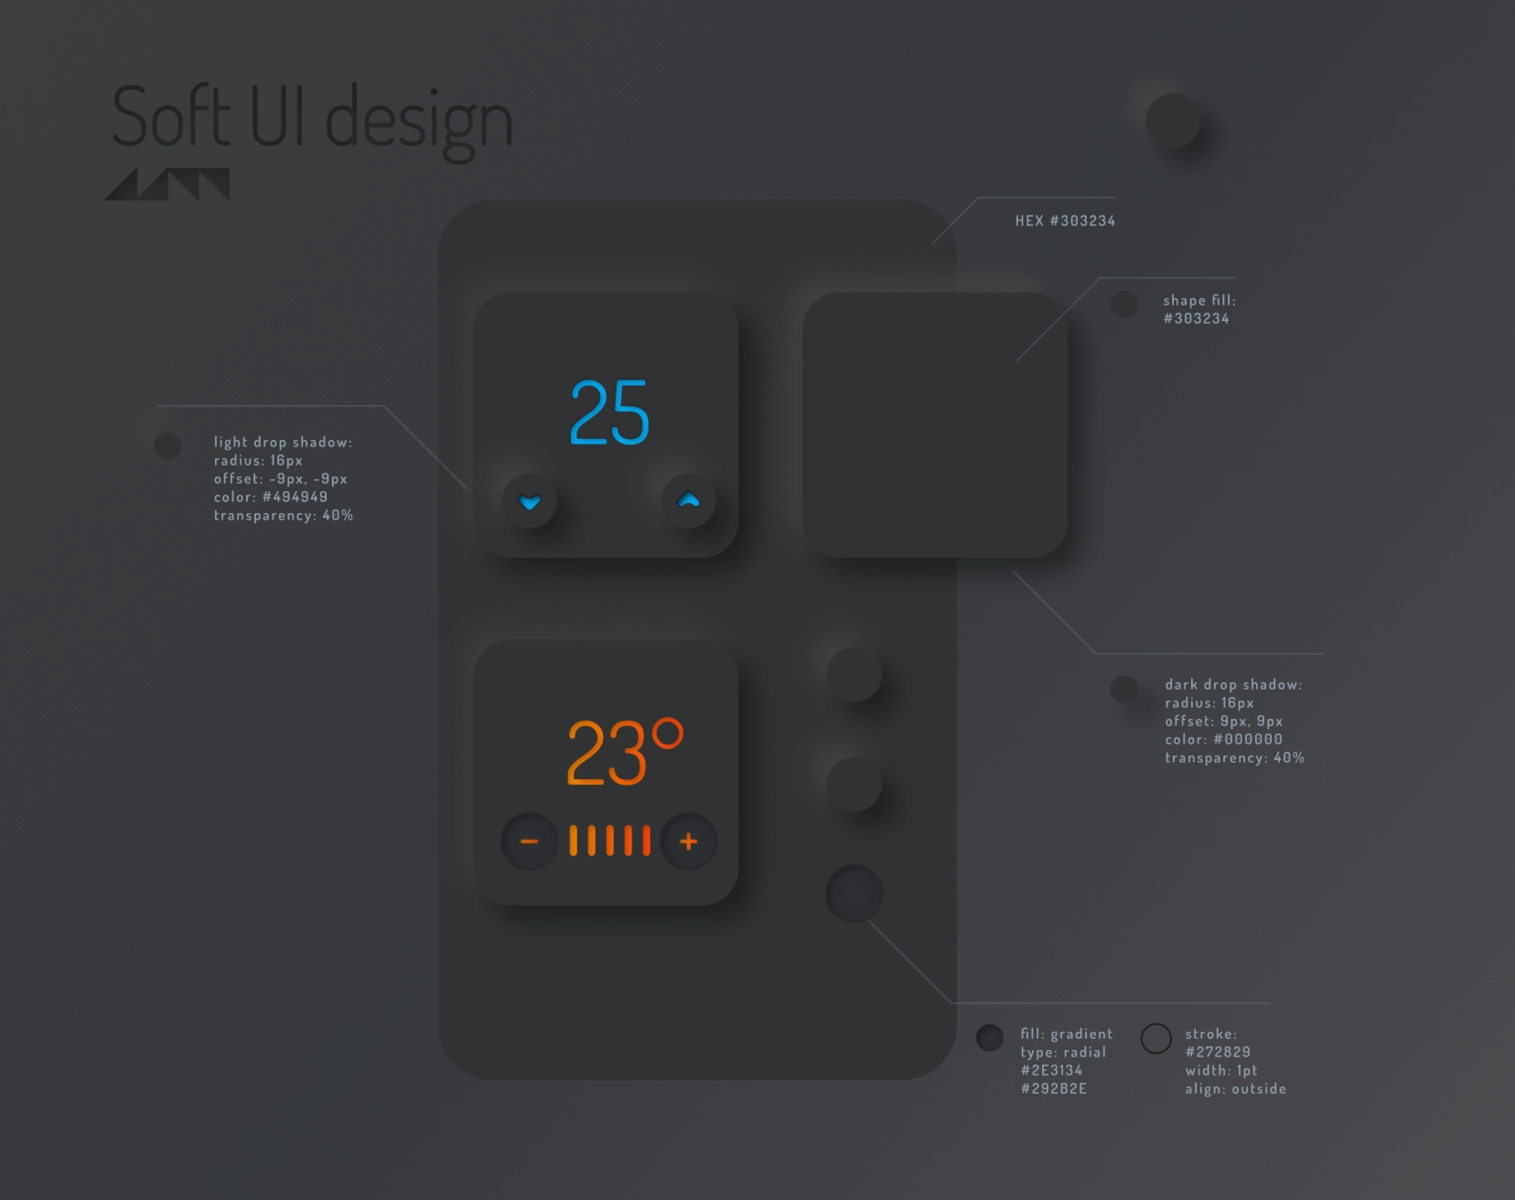 Soft UI design
HEX #303234
shape fill:
#303234
25
light drop shadow:
radius: 16px
offset: -9px, -9px
color: #494949
transparency: 40%
dark drop shadow:
radius: 16px
offset: 9px, 9px
color: #000000
transparency: 40%
23°
− +
fill: gradient
type: radial
#2E3134
#292B2E
stroke:
#272829
width: 1pt
align: outside